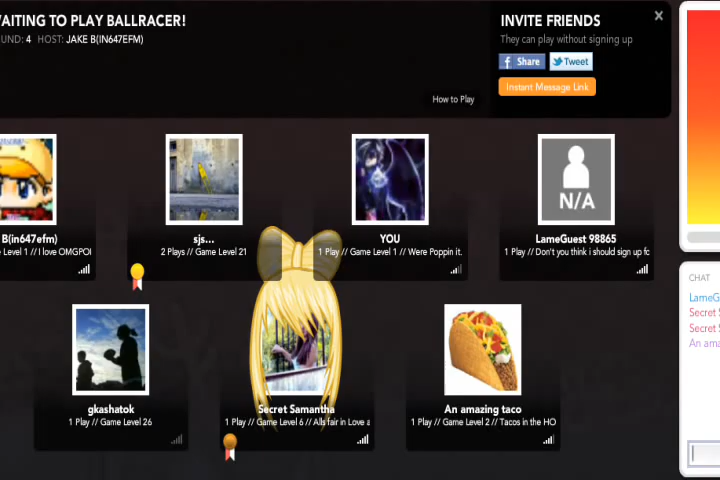 AITING TO PLAY BALLRACER!
UND: 4 HOST: JAKE B(IN647EFM)
INVITE FRIENDS
They can play without signing up
f Share
Tweet
Instant Message Link
How to Play
B(in647efm)
Level 1 // I love OMGPOI
sjs...
2 Plays // Game Level 21
YOU
1 Play // Game Level 1 // Were Poppin it.
N/A
LameGuest 98865
1 Play // Don't you think i should sign up fo
gkashatok
1 Play // Game Level 26
Secret Samantha
1 Play // Game Level 6 // Alls fair in Love a
An amazing taco
1 Play // Game Level 2 // Tacos in the HO
CHAT
LameG
Secret S
Secret S
An ama